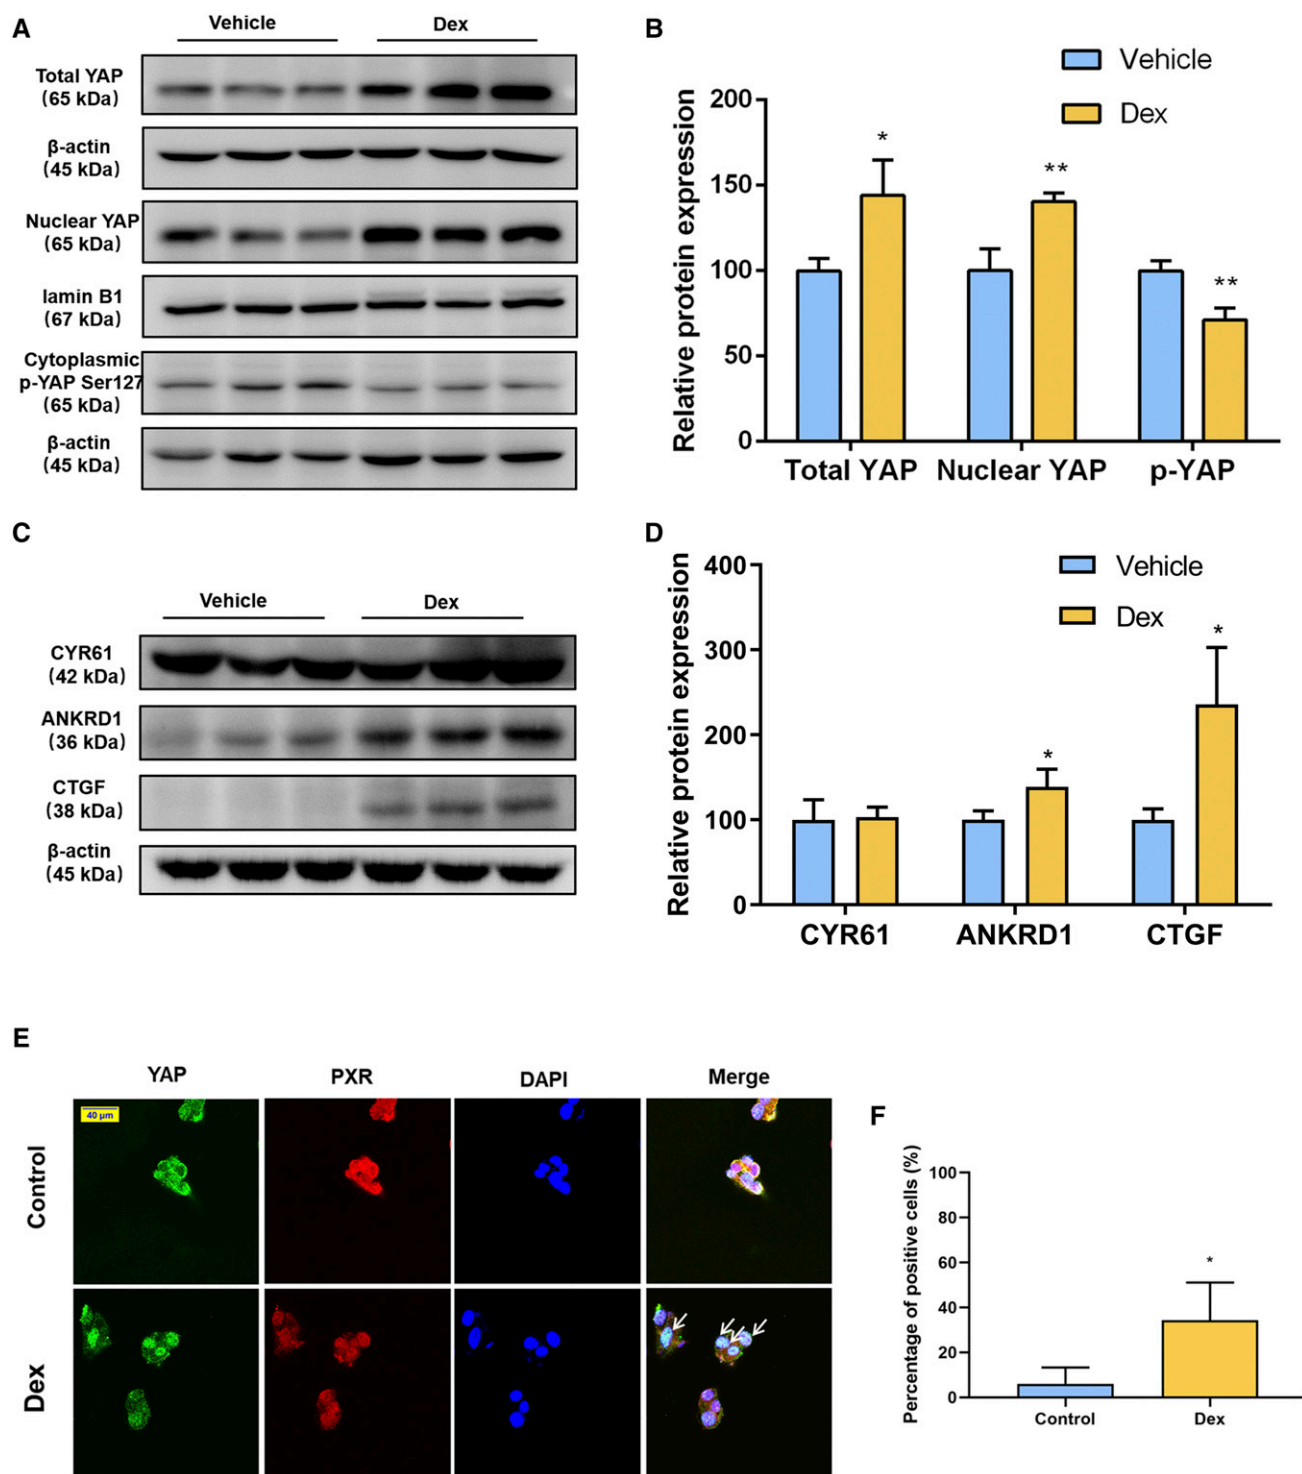 A
Vehicle
Dex
Total YAP
(65 kDa)
β-actin
(45 kDa)
Nuclear YAP
(65 kDa)
lamin B1
(67 kDa)
Cytoplasmic
p-YAP Ser127
(65 kDa)
β-actin
(45 kDa)
B
Vehicle
Dex
Relative protein expression
200
150
100
50
0
*
**
**
Total YAP
Nuclear YAP
p-YAP
C
Vehicle
Dex
CYR61
(42 kDa)
ANKRD1
(36 kDa)
CTGF
(38 kDa)
β-actin
(45 kDa)
D
Vehicle
Dex
Relative protein expression
400
300
200
100
0
*
*
CYR61
ANKRD1
CTGF
E
YAP
PXR
DAPI
Merge
40 µm
Control
Dex
F
Percentage of positive cells (%)
100
80
60
40
20
0
*
Control
Dex